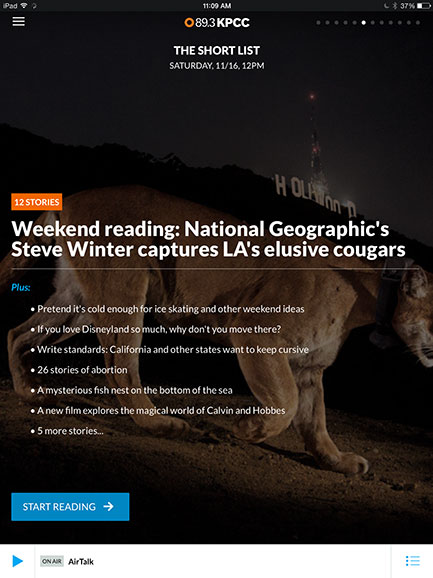 iPad 11:09 AM 37%
89.3 KPCC
THE SHORT LIST
SATURDAY, 11/16, 12PM
HOLLYWOOD
12 STORIES
Weekend reading: National Geographic's
Steve Winter captures LA's elusive cougars
Plus:
• Pretend it's cold enough for ice skating and other weekend ideas
• If you love Disneyland so much, why don't you move there?
• Write standards: California and other states want to keep cursive
• 26 stories of abortion
• A mysterious fish nest on the bottom of the sea
• A new film explores the magical world of Calvin and Hobbes
• 5 more stories...
START READING
ON AIR AirTalk